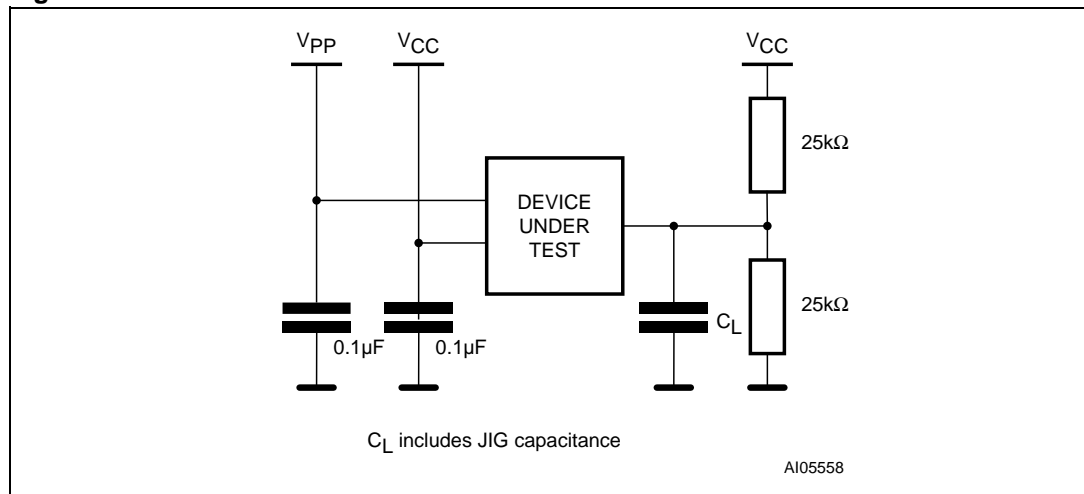 VPP
VCC
VCC
25kΩ
DEVICE
UNDER
TEST
25kΩ
CL
0.1µF
0.1µF
CL includes JIG capacitance
AI05558